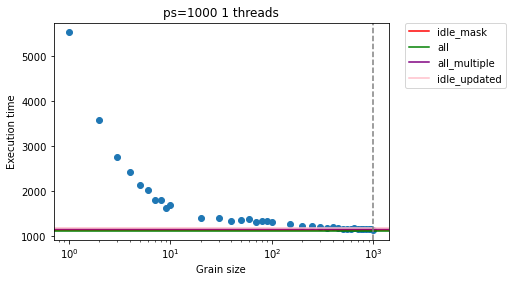 ps=1000 1 threads
idle_mask
all
all_multiple
idle_updated
Execution time
5000
4000
3000
2000
1000
10^0
10^1
10^2
10^3
Grain size